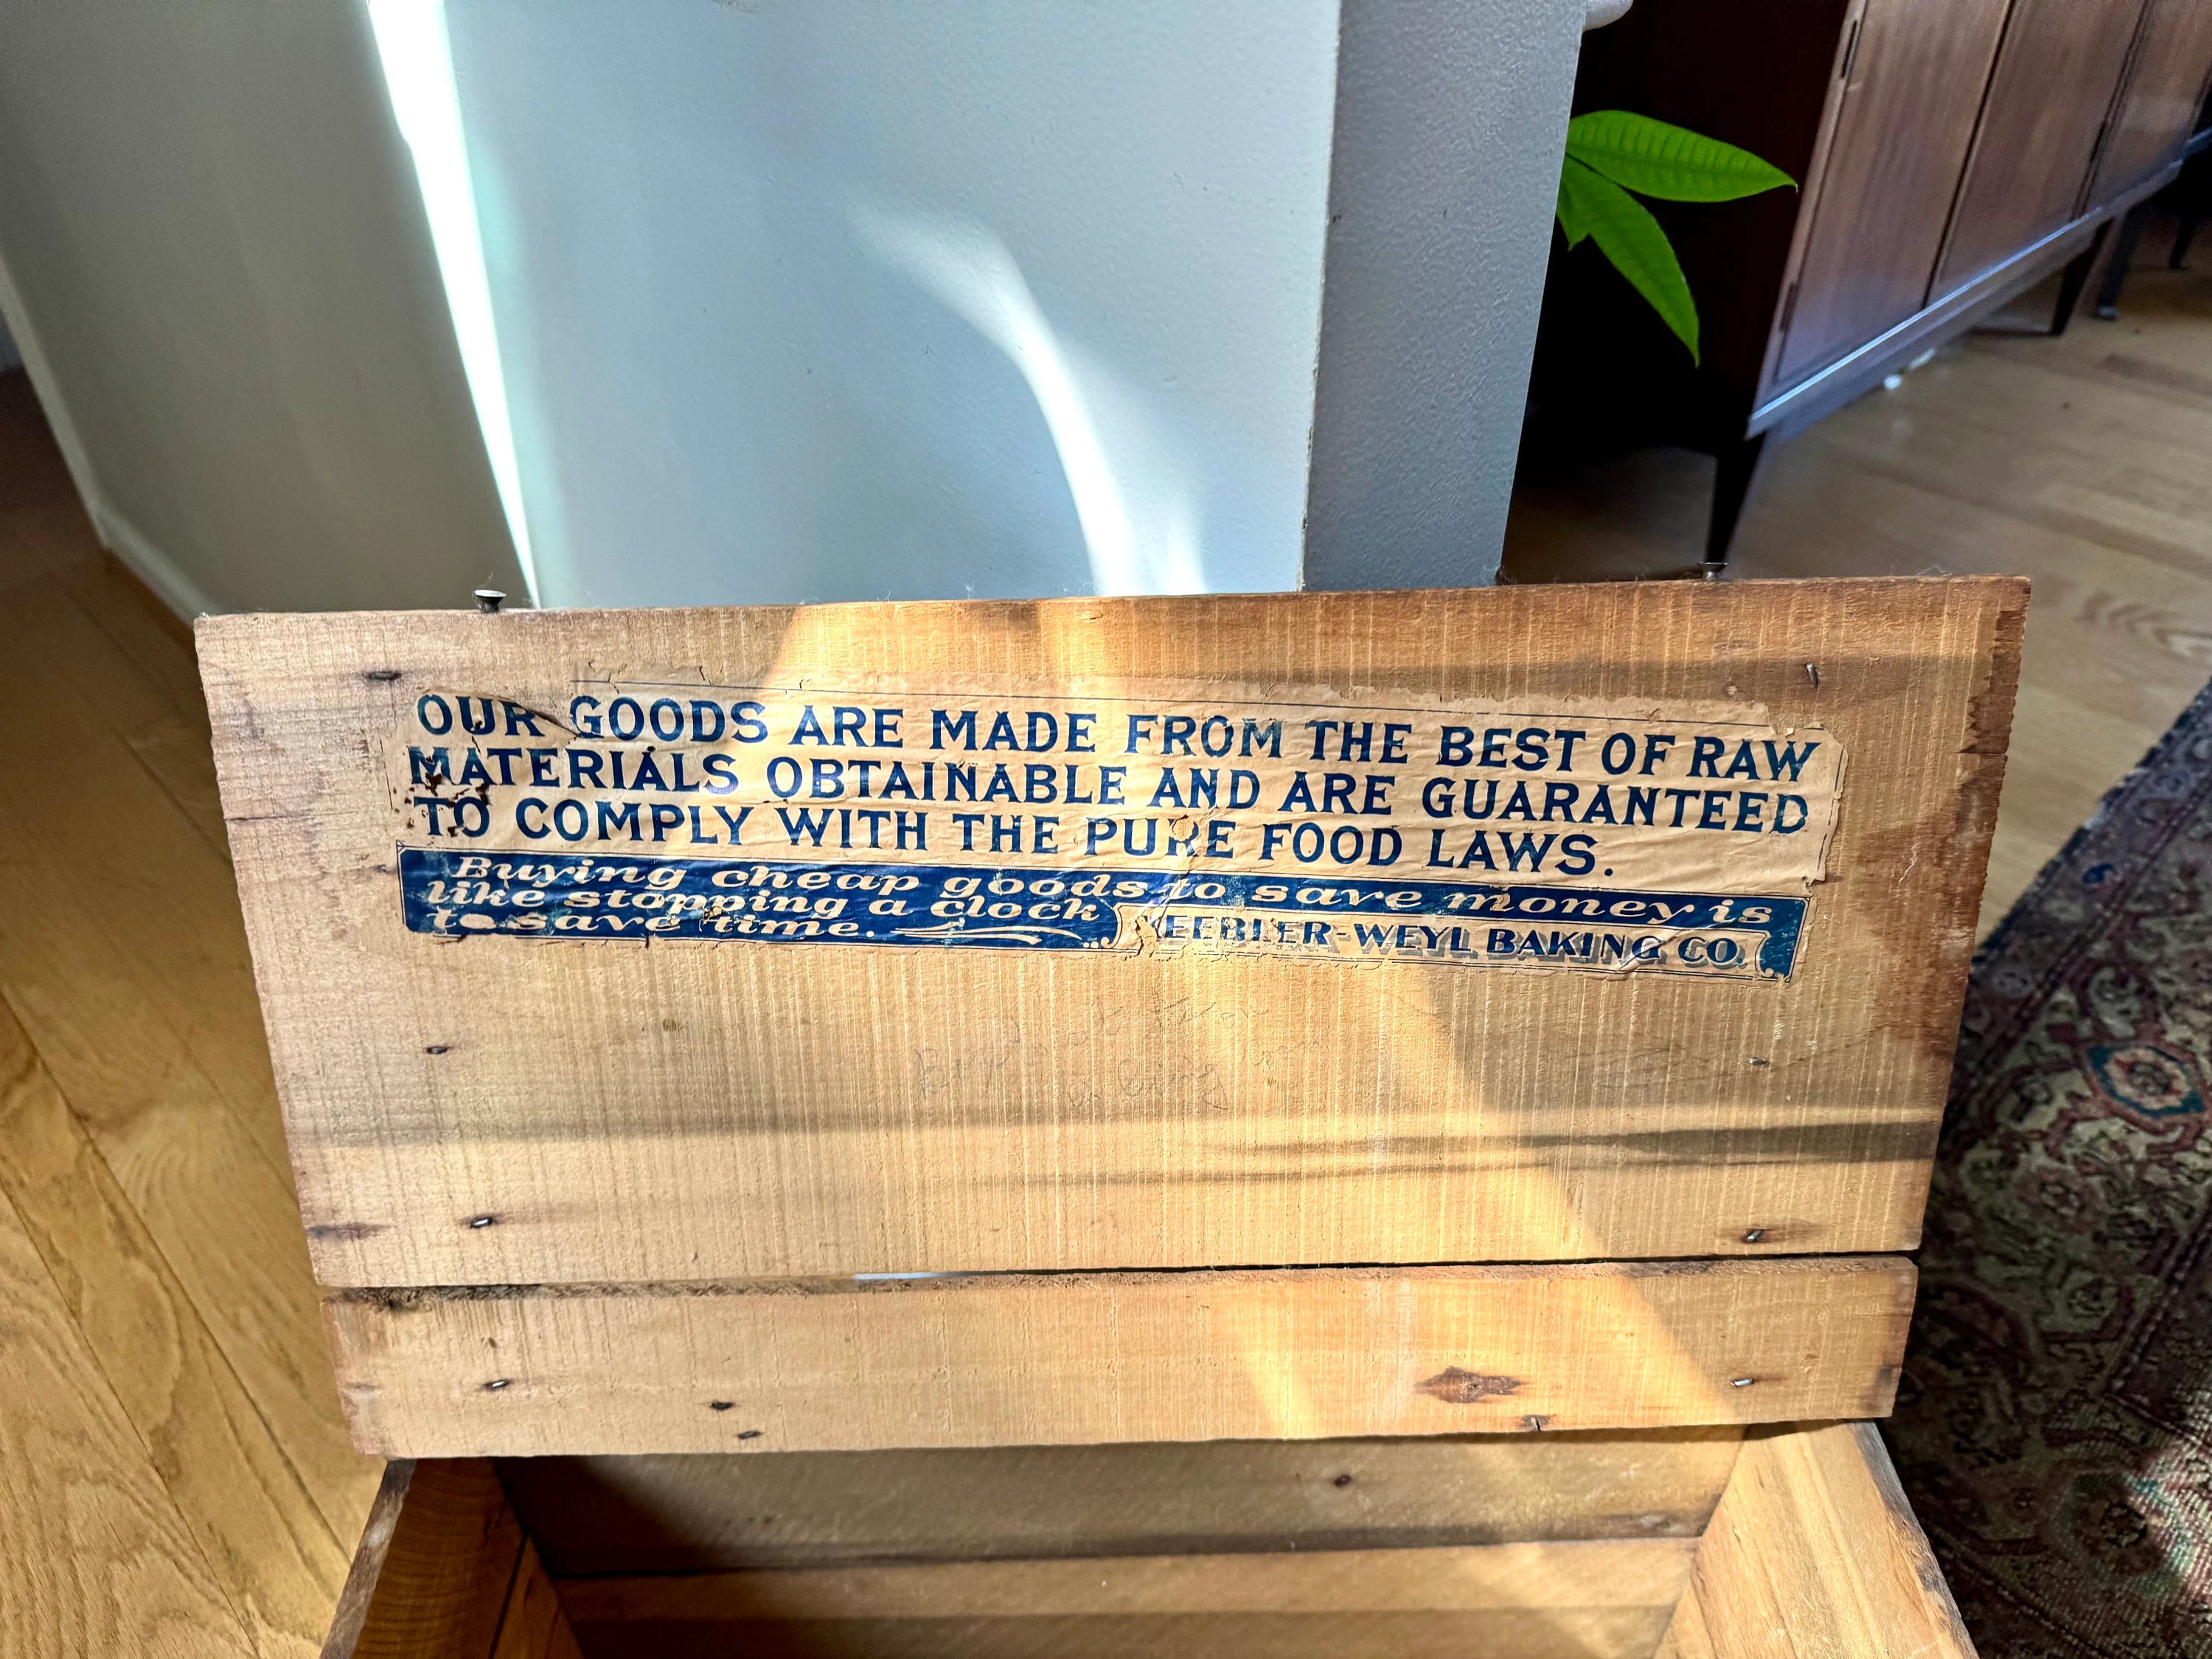 OUR GOODS ARE MADE FROM THE BEST OF RAW
MATERIALS OBTAINABLE AND ARE GUARANTEED
TO COMPLY WITH THE PURE FOOD LAWS.
Buying cheap goods to save money is
like stopping a clock
to save time.
KEEBLER-WEYL BAKING CO.